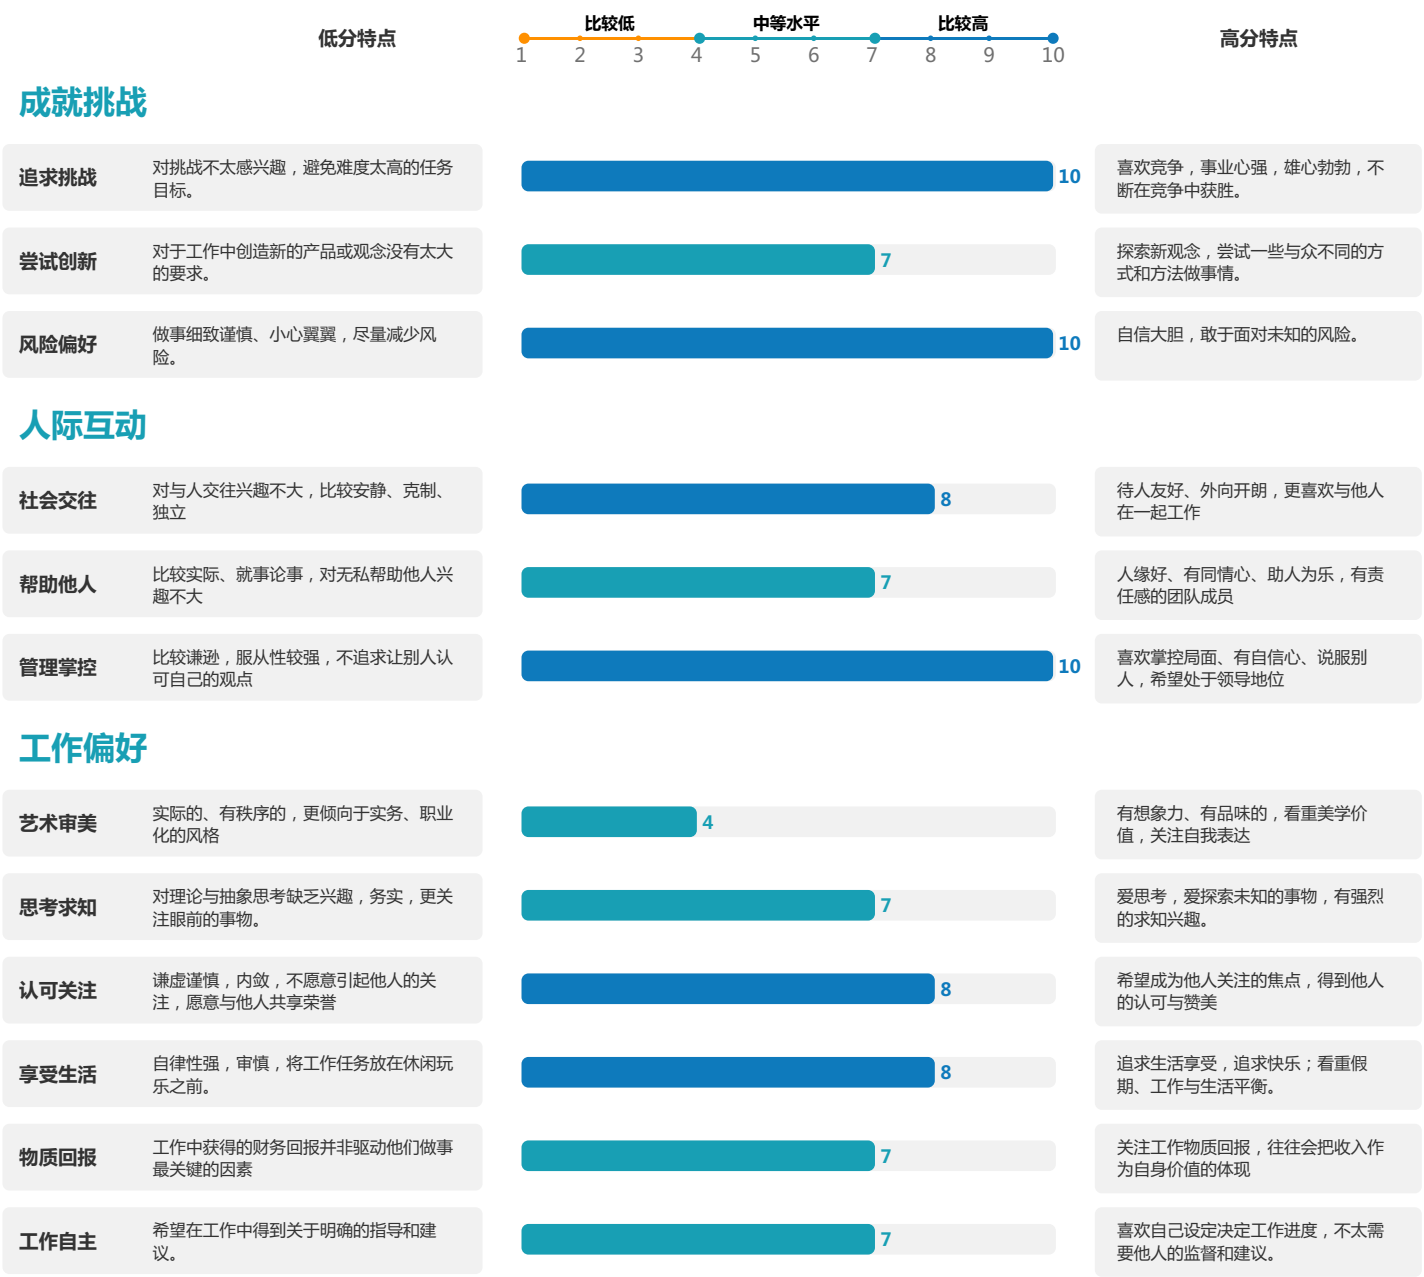 低分特点
比较低 中等水平 比较高
1 2 3 4 5 6 7 8 9 10
高分特点
成就挑战
追求挑战
对挑战不太感兴趣，避免难度太高的任务
目标。
10
喜欢竞争，事业心强，雄心勃勃，不
断在竞争中获胜。
尝试创新
对于工作中创造新的产品或观念没有太大
的要求。
7
探索新观念，尝试一些与众不同的方
式和方法做事情。
风险偏好
做事细致谨慎、小心翼翼，尽量减少风
险。
10
自信大胆，敢于面对未知的风险。
人际互动
社会交往
对与人交往兴趣不大，比较安静、克制、
独立
8
待人友好、外向开朗，更喜欢与他人
在一起工作
帮助他人
比较实际、就事论事，对无私帮助他人兴
趣不大
7
人缘好、有同情心、助人为乐，有责
任感的团队成员
管理掌控
比较谦逊，服从性较强，不追求让别人认
可自己的观点
10
喜欢掌控局面、有自信心、说服别
人，希望处于领导地位
工作偏好
艺术审美
实际的、有秩序的，更倾向于实务、职业
化的风格
4
有想象力、有品味的，看重美学价
值，关注自我表达
思考求知
对理论与抽象思考缺乏兴趣，务实，更关
注眼前的事物。
7
爱思考，爱探索未知的事物，有强烈
的求知兴趣。
认可关注
谦虚谨慎，内敛，不愿意引起他人的关
注，愿意与他人共享荣誉
8
希望成为他人关注的焦点，得到他人
的认可与赞美
享受生活
自律性强，审慎，将工作任务放在休闲玩
乐之前。
8
追求生活享受，追求快乐；看重假
期、工作与生活平衡。
物质回报
工作中获得的财务回报并非驱动他们做事
最关键的因素
7
关注工作物质回报，往往会把收入作
为自身价值的体现
工作自主
希望在工作中得到关于明确的指导和建
议。
7
喜欢自己设定决定工作进度，不太需
要他人的监督和建议。